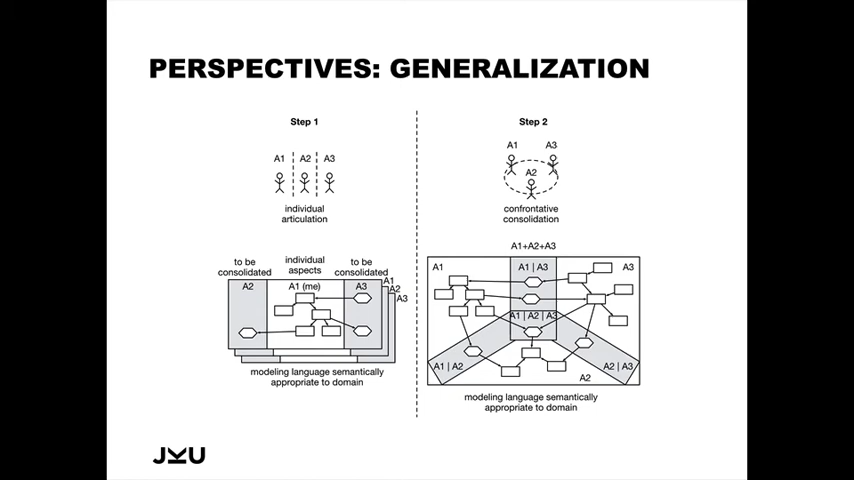 PERSPECTIVES: GENERALIZATION
Step 1
A1 A2 A3
individual
articulation
to be
consolidated
individual
aspects
to be
consolidated
A2
A1 (me)
A3
A1
A2
A3
modeling language semantically
appropriate to domain
Step 2
A1
A3
A2
confrontative
consolidation
A1+A2+A3
A1
A1 | A3
A3
A1 | A2 | A3
A1 | A2
A2 | A3
A2
modeling language semantically
appropriate to domain
JKU